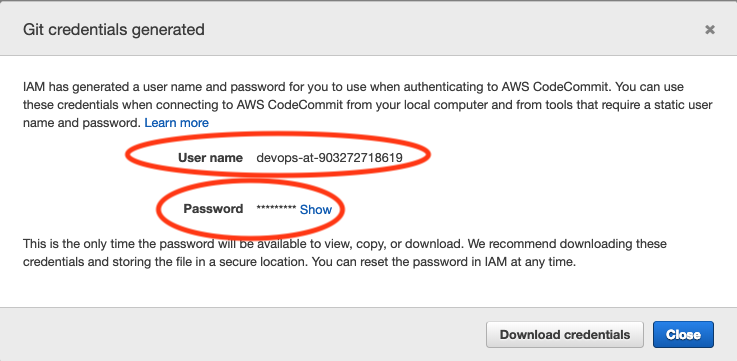 Git credentials generated ✖
IAM has generated a user name and password for you to use when authenticating to AWS CodeCommit. You can use
these credentials when connecting to AWS CodeCommit from your local computer and from tools that require a static user
name and password. Learn more
User name devops-at-903272718619
Password ********* Show
This is the only time the password will be available to view, copy, or download. We recommend downloading these
credentials and storing the file in a secure location. You can reset the password in IAM at any time.
Download credentials Close